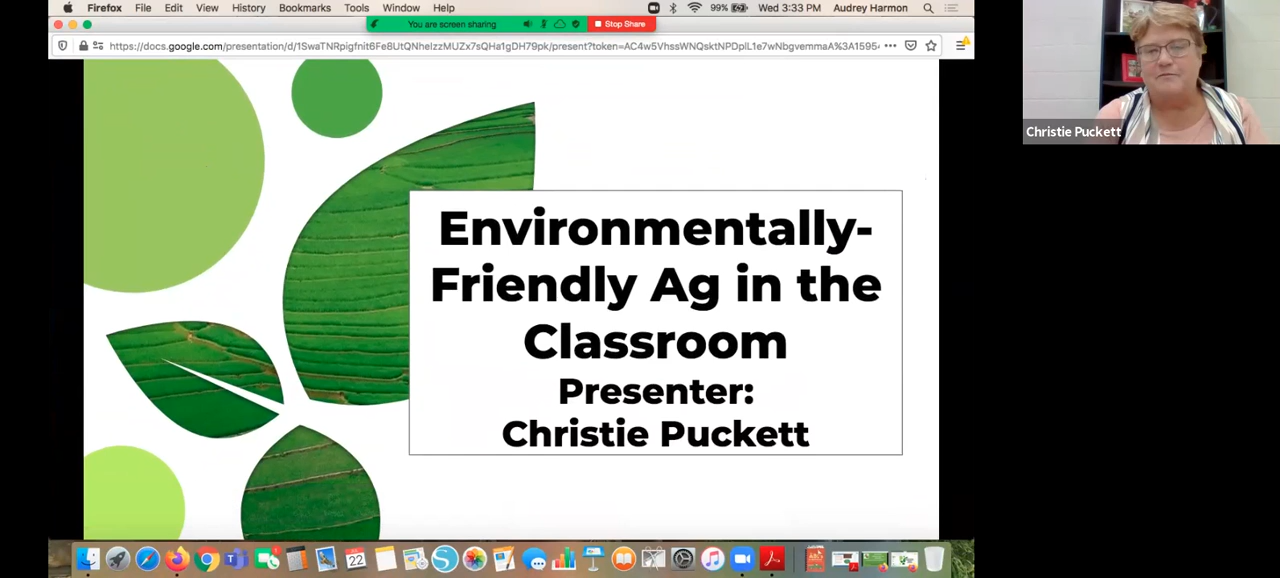 Firefox File Edit View History Bookmarks Tools Window Help 99% Wed 3:33 PM Audrey Harmon
You are screen sharing Stop Share
Environmentally-
Friendly Ag in the
Classroom
Presenter:
Christie Puckett
Christie Puckett
22